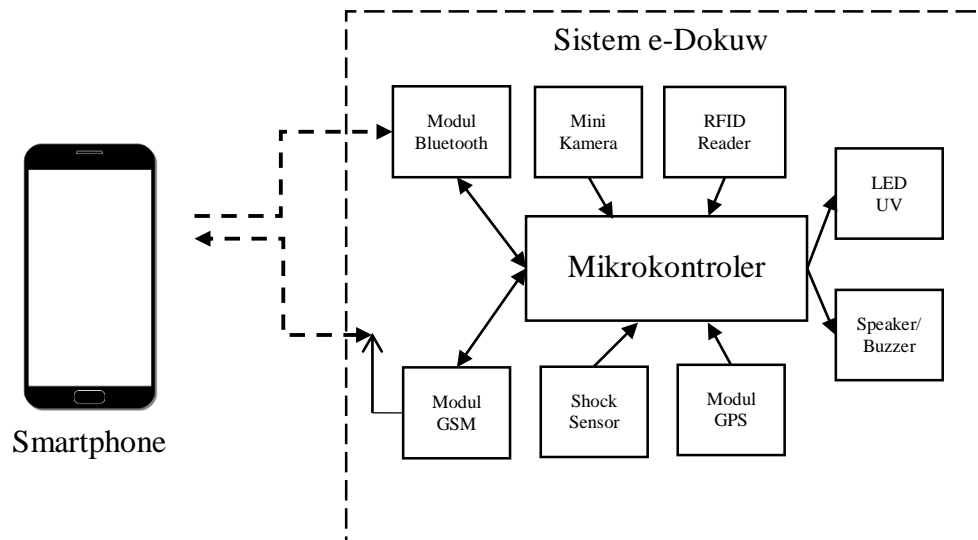 Sistem e-Dokuw
Modul
Bluetooth
Mini
Kamera
RFID
Reader
LED
UV
Mikrokontroler
Speaker/
Buzzer
Modul
GSM
Shock
Sensor
Modul
GPS
Smartphone